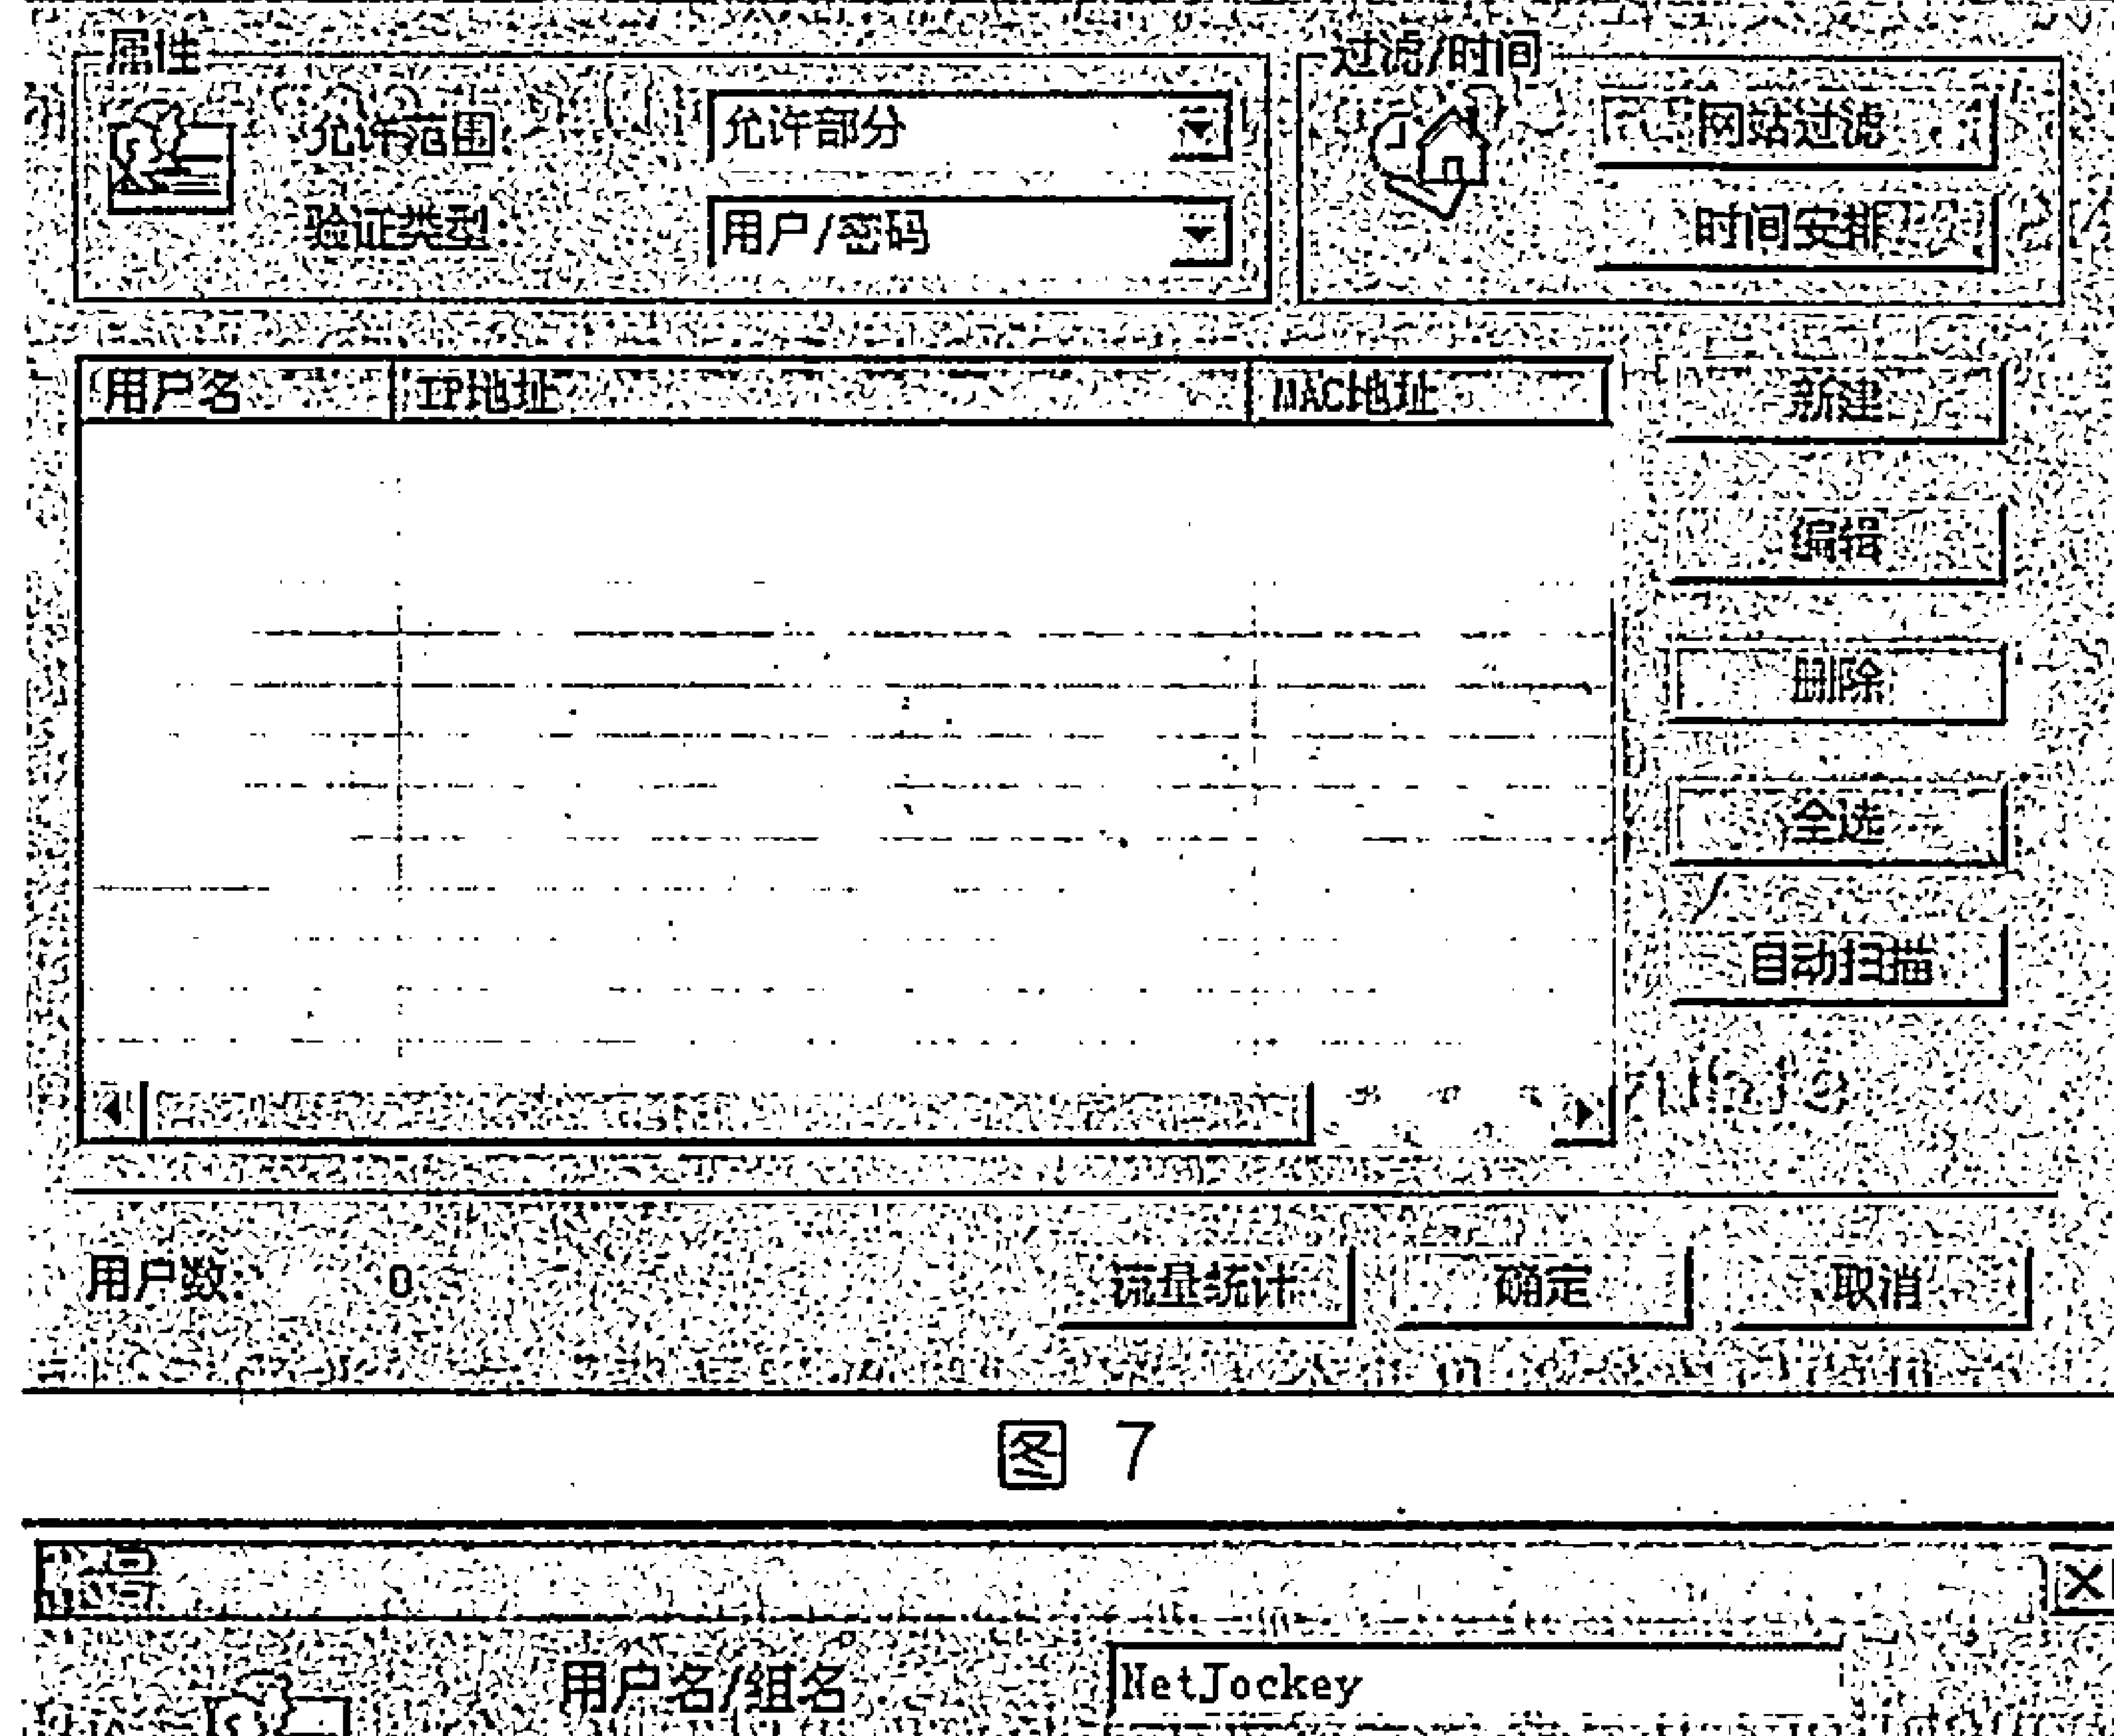 属性
允许范围 允许部分
验证类型 用户/密码
过滤/时间
网站过滤
时间安排
用户名 IP地址 MAC地址
新建
编辑
删除
全选
自动扫描
用户数: 0 流量统计 确定 取消
图 7
帐号
用户名/组名 NetJockey